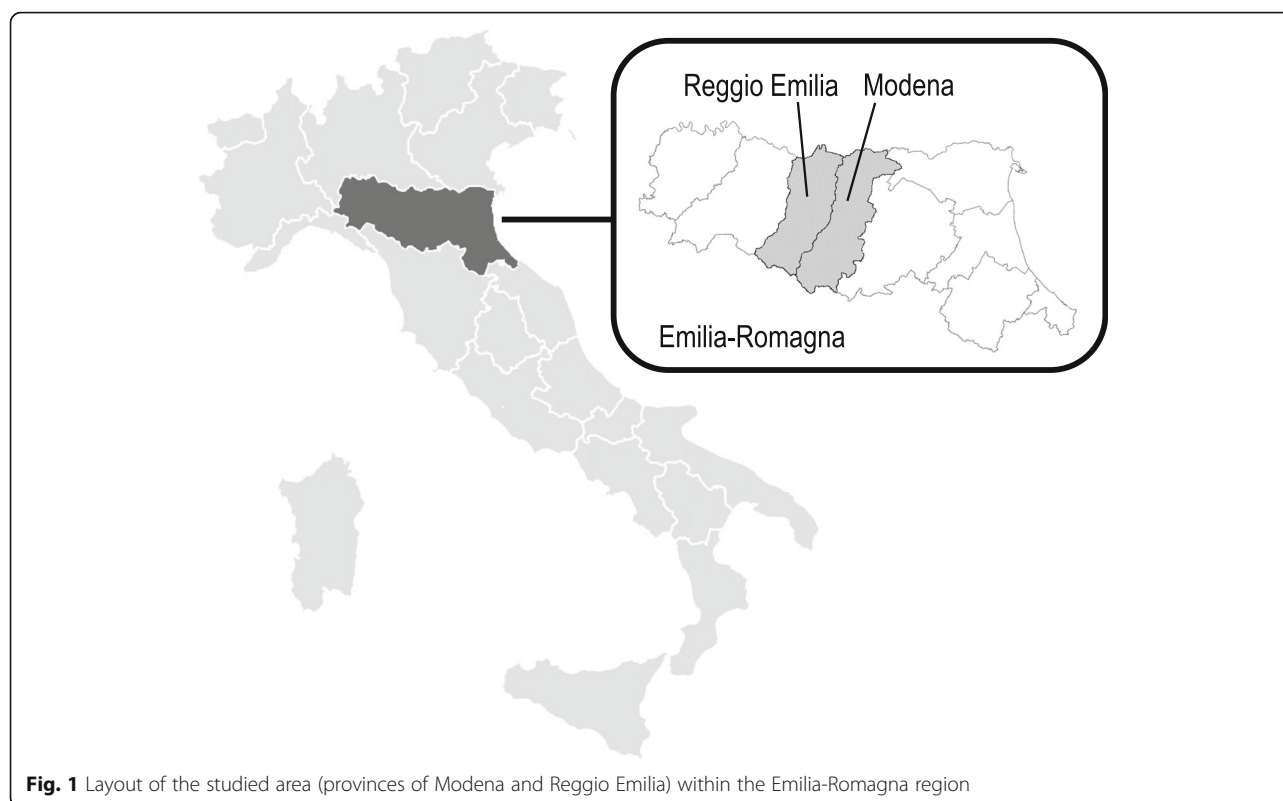 Reggio Emilia Modena
Emilia-Romagna
Fig. 1 Layout of the studied area (provinces of Modena and Reggio Emilia) within the Emilia-Romagna region